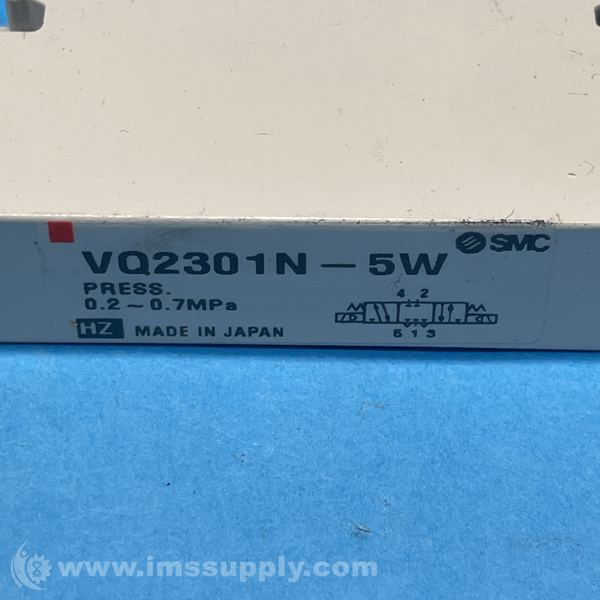 SMC
VQ2301N-5W
PRESS.
0.2~0.7MPa
4 2
HZ MADE IN JAPAN
5 1 3
www.imssupply.com